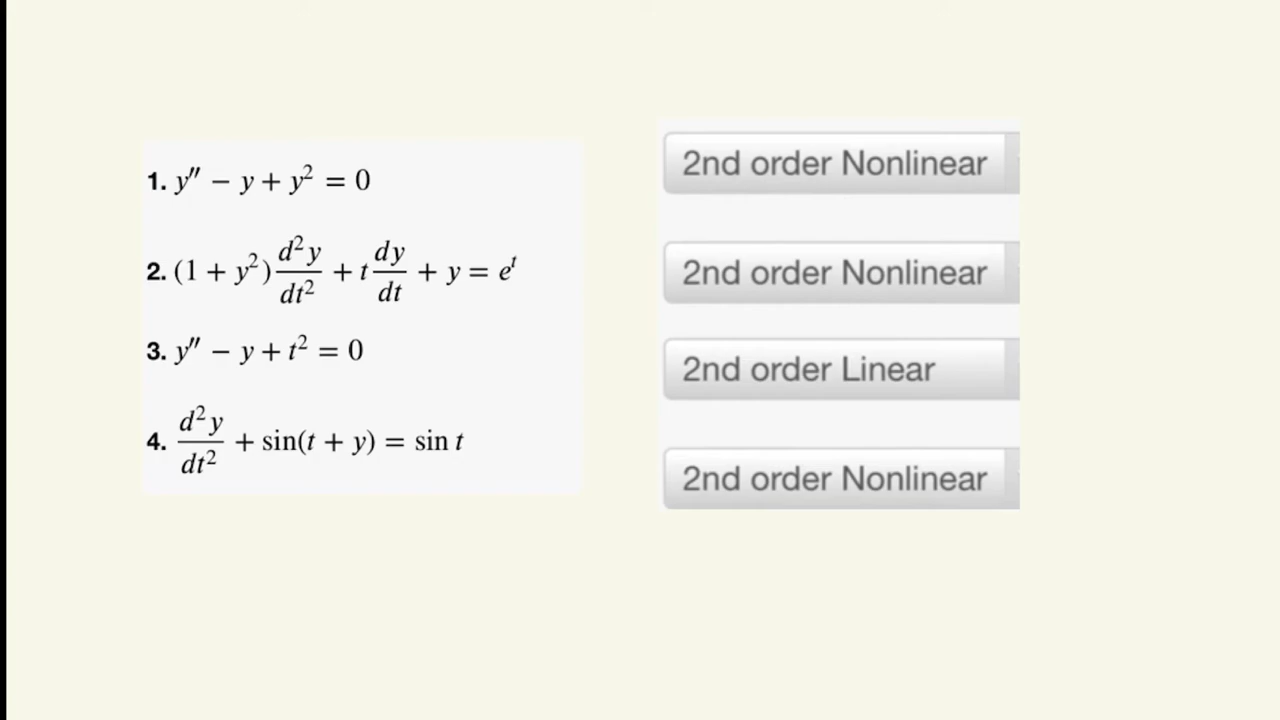 1. y″ − y + y² = 0
2. (1 + y²) d²y/dt² + t dy/dt + y = eᵗ
3. y″ − y + t² = 0
4. d²y/dt² + sin(t + y) = sin t
2nd order Nonlinear
2nd order Nonlinear
2nd order Linear
2nd order Nonlinear